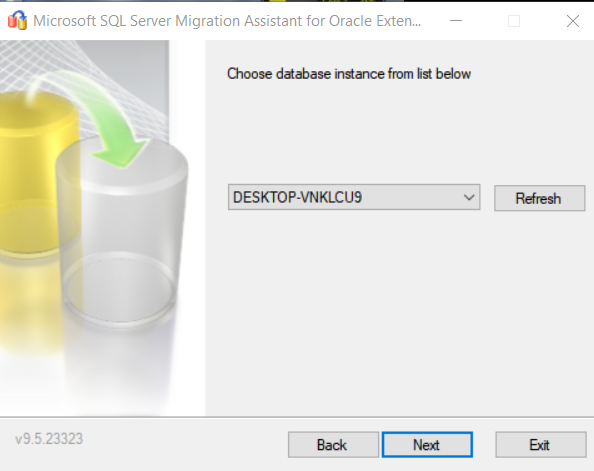 Microsoft SQL Server Migration Assistant for Oracle Exten...
Choose database instance from list below
DESKTOP-VNKLCU9
Refresh
v9.5.23323
Back
Next
Exit